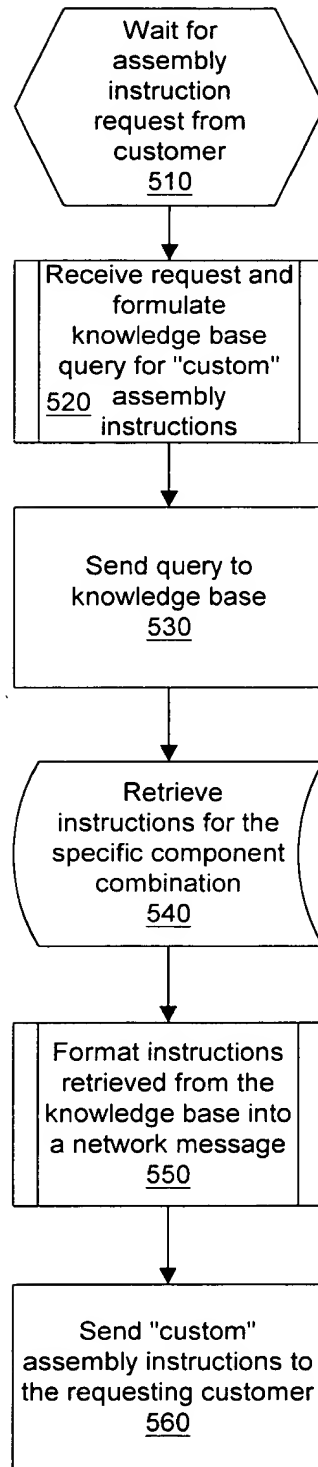 Wait for
assembly
instruction
request from
customer
510
Receive request and
formulate
knowledge base
query for "custom"
520 assembly
instructions
Send query to
knowledge base
530
Retrieve
instructions for the
specific component
combination
540
Format instructions
retrieved from the
knowledge base into
a network message
550
Send "custom"
assembly instructions to
the requesting customer
560